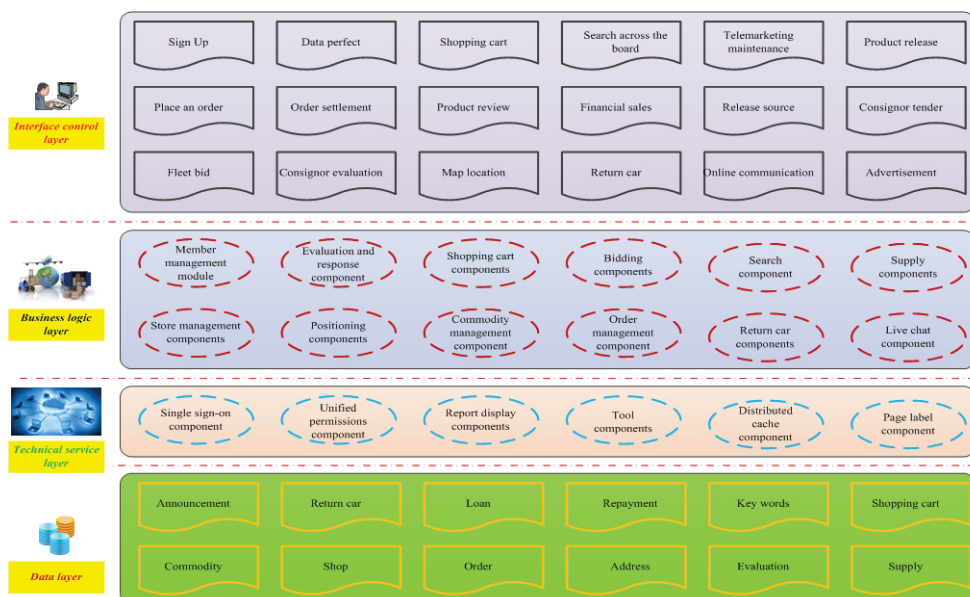 Sign Up
Data perfect
Shopping cart
Search across the
board
Telemarketing
maintenance
Product release
Place an order
Order settlement
Product review
Financial sales
Release source
Consignor tender
Interface control
layer
Fleet bid
Consignor evaluation
Map location
Return car
Online communication
Advertisement
Member
management
module
Evaluation and
response
component
Shopping cart
components
Bidding
components
Search
component
Supply
components
Business logic
layer
Store management
components
Positioning
components
Commodity
management
component
Order
management
component
Return car
components
Live chat
component
Technical service
layer
Single sign-on
component
Unified
permissions
component
Report display
components
Tool
components
Distributed
cache
component
Page label
component
Announcement
Return car
Loan
Repayment
Key words
Shopping cart
Data layer
Commodity
Shop
Order
Address
Evaluation
Supply